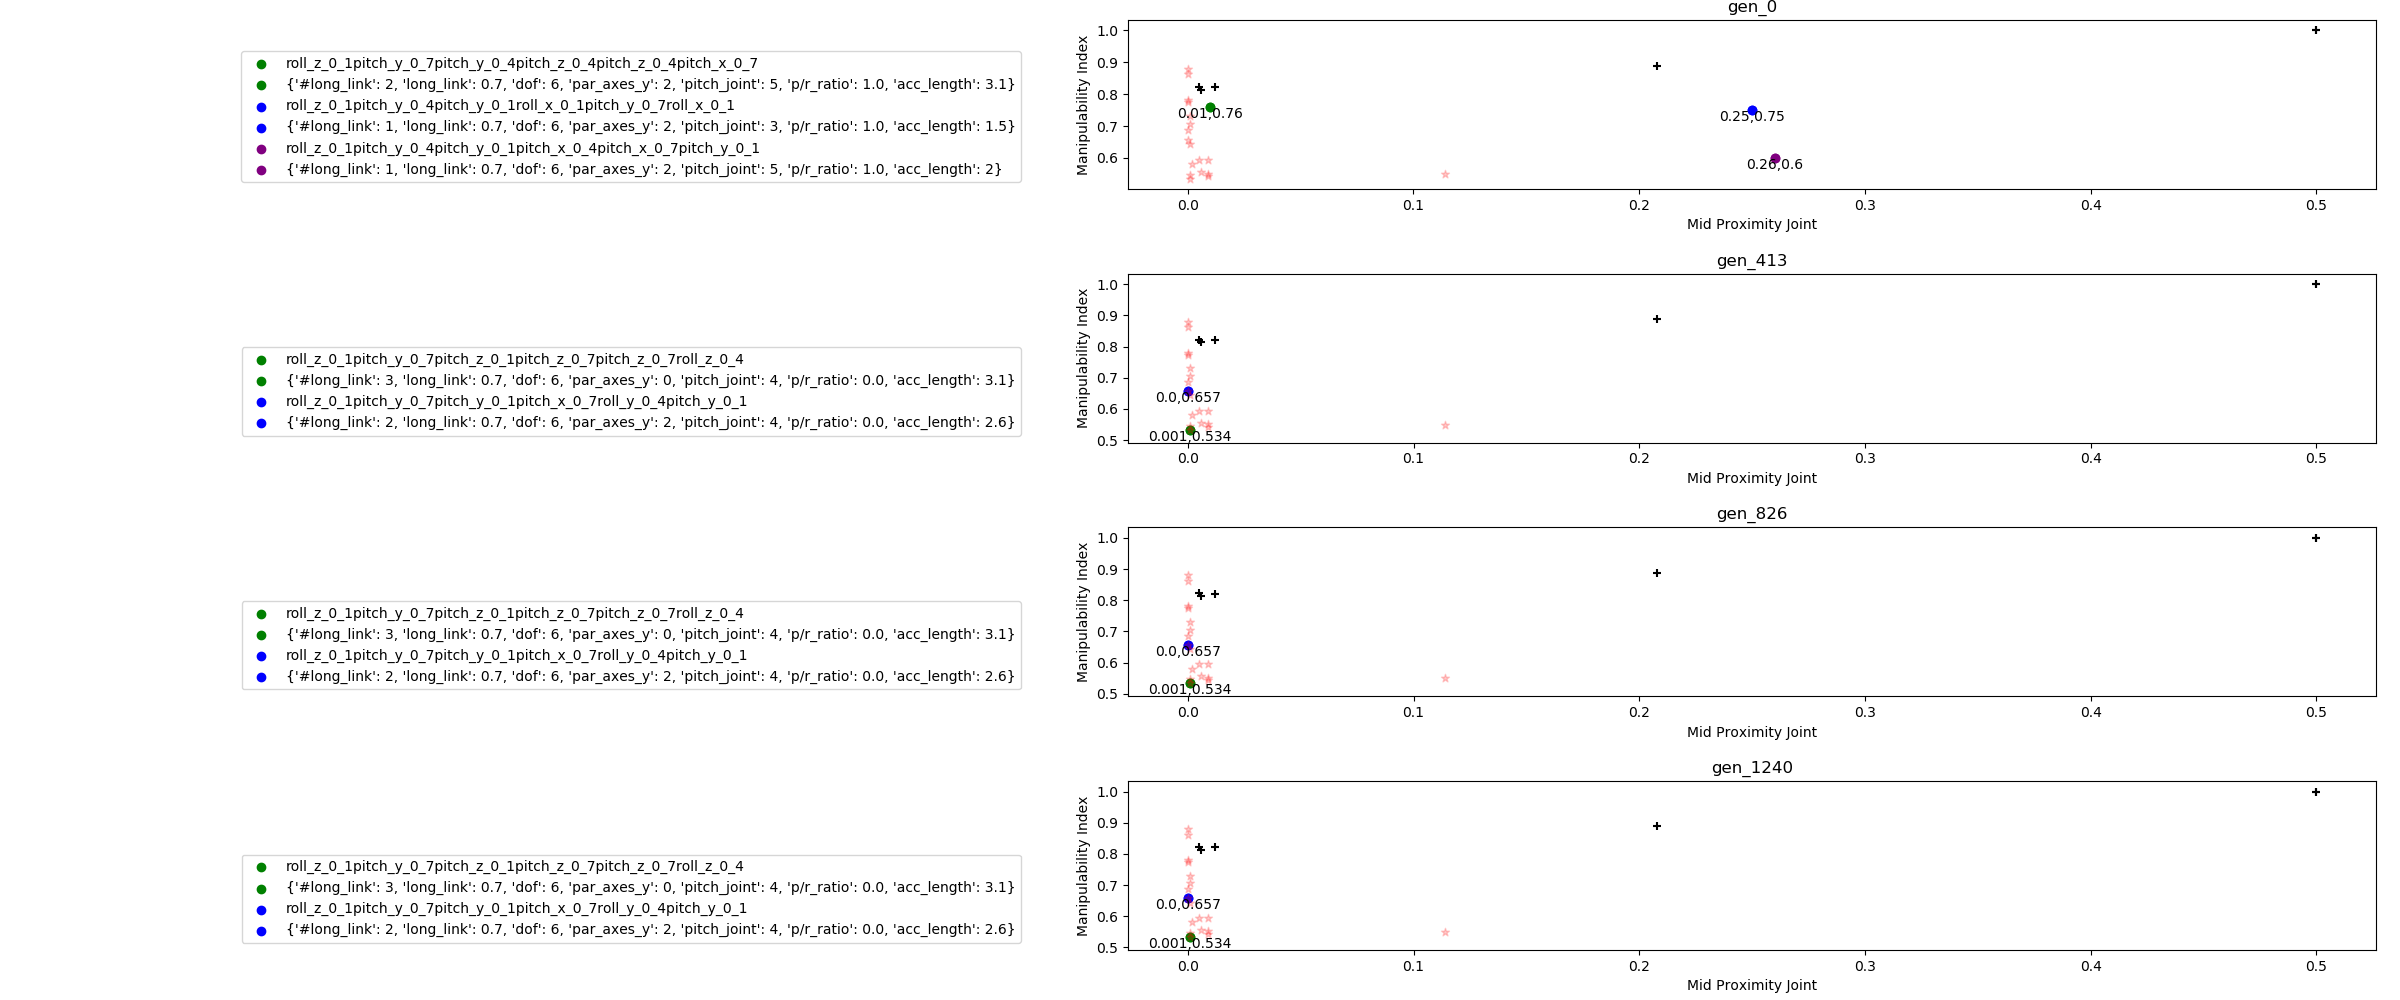 gen_0
roll_z_0_1pitch_y_0_7pitch_y_0_4pitch_z_0_4pitch_z_0_4pitch_x_0_7
{'#long_link': 2, 'long_link': 0.7, 'dof': 6, 'par_axes_y': 2, 'pitch_joint': 5, 'p/r_ratio': 1.0, 'acc_length': 3.1}
roll_z_0_1pitch_y_0_4pitch_y_0_1roll_x_0_1pitch_y_0_7roll_x_0_1
{'#long_link': 1, 'long_link': 0.7, 'dof': 6, 'par_axes_y': 2, 'pitch_joint': 3, 'p/r_ratio': 1.0, 'acc_length': 1.5}
roll_z_0_1pitch_y_0_4pitch_y_0_1pitch_x_0_4pitch_x_0_7pitch_y_0_1
{'#long_link': 1, 'long_link': 0.7, 'dof': 6, 'par_axes_y': 2, 'pitch_joint': 5, 'p/r_ratio': 1.0, 'acc_length': 2}
Manipulability Index
1.0
0.9
0.8
0.7
0.6
0.01,0.76
0.25,0.75
0.26,0.6
0.0 0.1 0.2 0.3 0.4 0.5
Mid Proximity Joint
gen_413
roll_z_0_1pitch_y_0_7pitch_z_0_1pitch_z_0_7pitch_z_0_7roll_z_0_4
{'#long_link': 3, 'long_link': 0.7, 'dof': 6, 'par_axes_y': 0, 'pitch_joint': 4, 'p/r_ratio': 0.0, 'acc_length': 3.1}
roll_z_0_1pitch_y_0_7pitch_y_0_1pitch_x_0_7roll_y_0_4pitch_y_0_1
{'#long_link': 2, 'long_link': 0.7, 'dof': 6, 'par_axes_y': 2, 'pitch_joint': 4, 'p/r_ratio': 0.0, 'acc_length': 2.6}
Manipulability Index
1.0
0.9
0.8
0.7
0.6
0.5
0.0,0.657
0.001,0.534
0.0 0.1 0.2 0.3 0.4 0.5
Mid Proximity Joint
gen_826
roll_z_0_1pitch_y_0_7pitch_z_0_1pitch_z_0_7pitch_z_0_7roll_z_0_4
{'#long_link': 3, 'long_link': 0.7, 'dof': 6, 'par_axes_y': 0, 'pitch_joint': 4, 'p/r_ratio': 0.0, 'acc_length': 3.1}
roll_z_0_1pitch_y_0_7pitch_y_0_1pitch_x_0_7roll_y_0_4pitch_y_0_1
{'#long_link': 2, 'long_link': 0.7, 'dof': 6, 'par_axes_y': 2, 'pitch_joint': 4, 'p/r_ratio': 0.0, 'acc_length': 2.6}
Manipulability Index
1.0
0.9
0.8
0.7
0.6
0.5
0.0,0.657
0.001,0.534
0.0 0.1 0.2 0.3 0.4 0.5
Mid Proximity Joint
gen_1240
roll_z_0_1pitch_y_0_7pitch_z_0_1pitch_z_0_7pitch_z_0_7roll_z_0_4
{'#long_link': 3, 'long_link': 0.7, 'dof': 6, 'par_axes_y': 0, 'pitch_joint': 4, 'p/r_ratio': 0.0, 'acc_length': 3.1}
roll_z_0_1pitch_y_0_7pitch_y_0_1pitch_x_0_7roll_y_0_4pitch_y_0_1
{'#long_link': 2, 'long_link': 0.7, 'dof': 6, 'par_axes_y': 2, 'pitch_joint': 4, 'p/r_ratio': 0.0, 'acc_length': 2.6}
Manipulability Index
1.0
0.9
0.8
0.7
0.6
0.5
0.0,0.657
0.001,0.534
0.0 0.1 0.2 0.3 0.4 0.5
Mid Proximity Joint